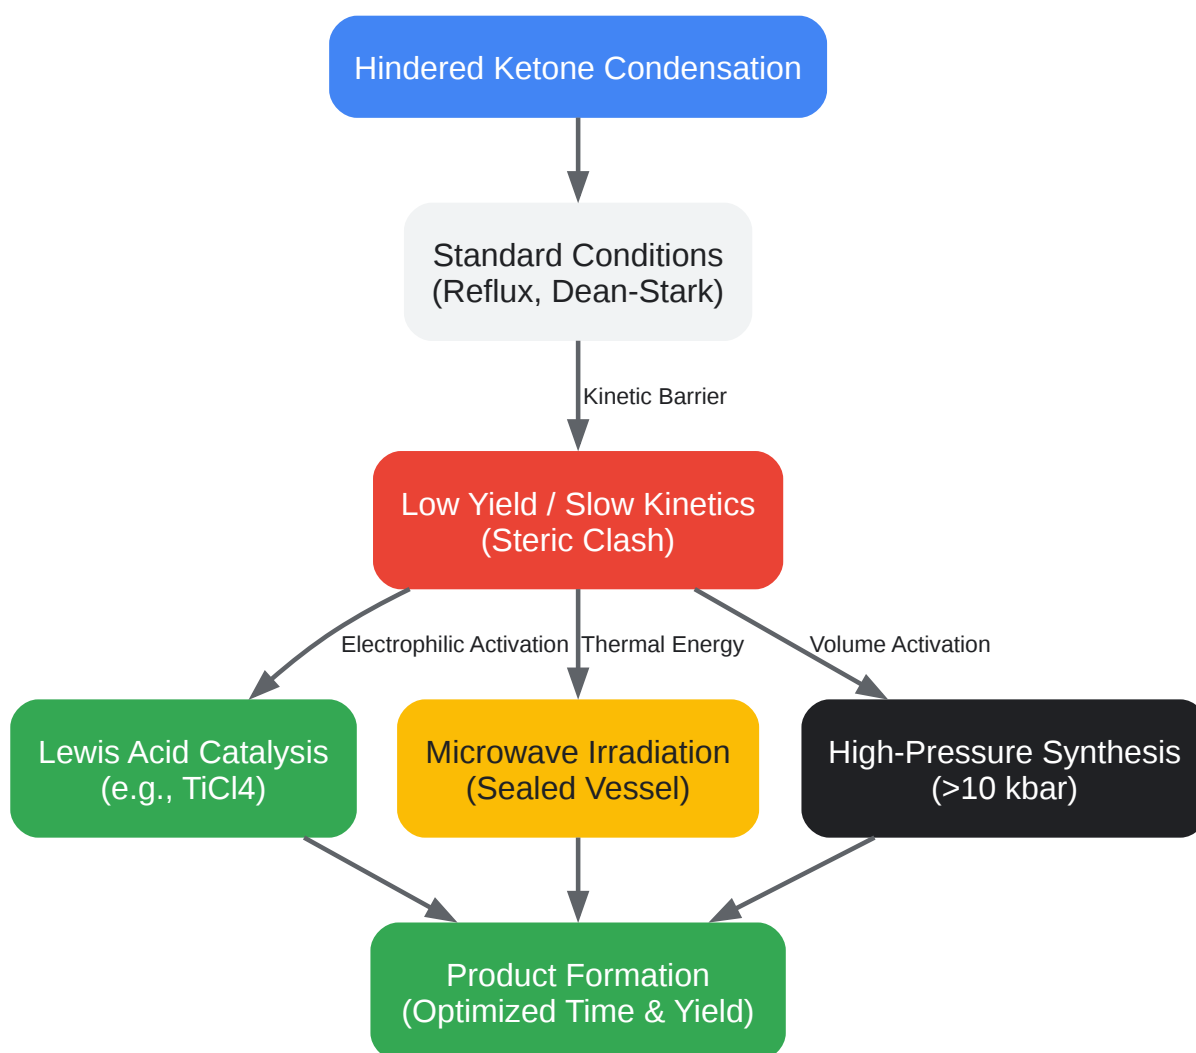 Hindered Ketone Condensation
Standard Conditions
(Reflux, Dean-Stark)
Kinetic Barrier
Low Yield / Slow Kinetics
(Steric Clash)
Electrophilic Activation
Thermal Energy
Volume Activation
Lewis Acid Catalysis
(e.g., TiCl4)
Microwave Irradiation
(Sealed Vessel)
High-Pressure Synthesis
(>10 kbar)
Product Formation
(Optimized Time & Yield)